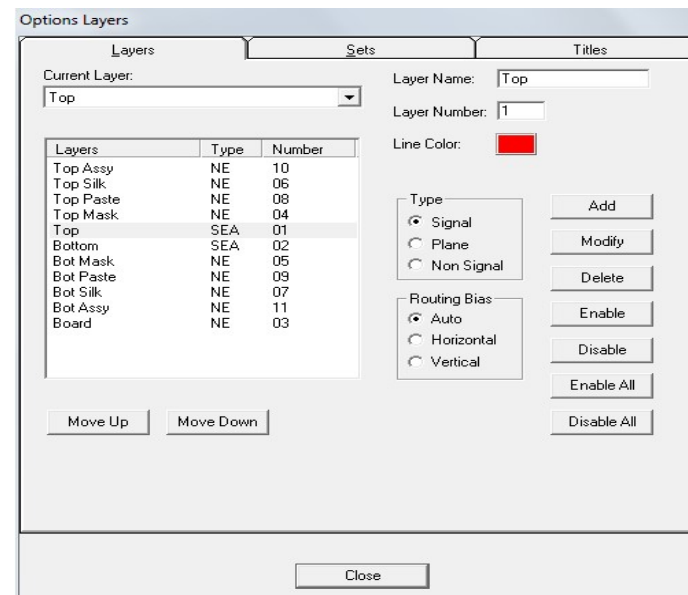 Options Layers
Layers Sets Titles
Current Layer:
Top
Layer Name: Top
Layer Number: 1
Line Color:
Layers Type Number
Top Assy NE 10
Top Silk NE 06
Top Paste NE 08
Top Mask NE 04
Top SEA 01
Bottom SEA 02
Bot Mask NE 05
Bot Paste NE 09
Bot Silk NE 07
Bot Assy NE 11
Board NE 03
Type
Signal
Plane
Non Signal
Routing Bias
Auto
Horizontal
Vertical
Add
Modify
Delete
Enable
Disable
Enable All
Disable All
Move Up Move Down
Close